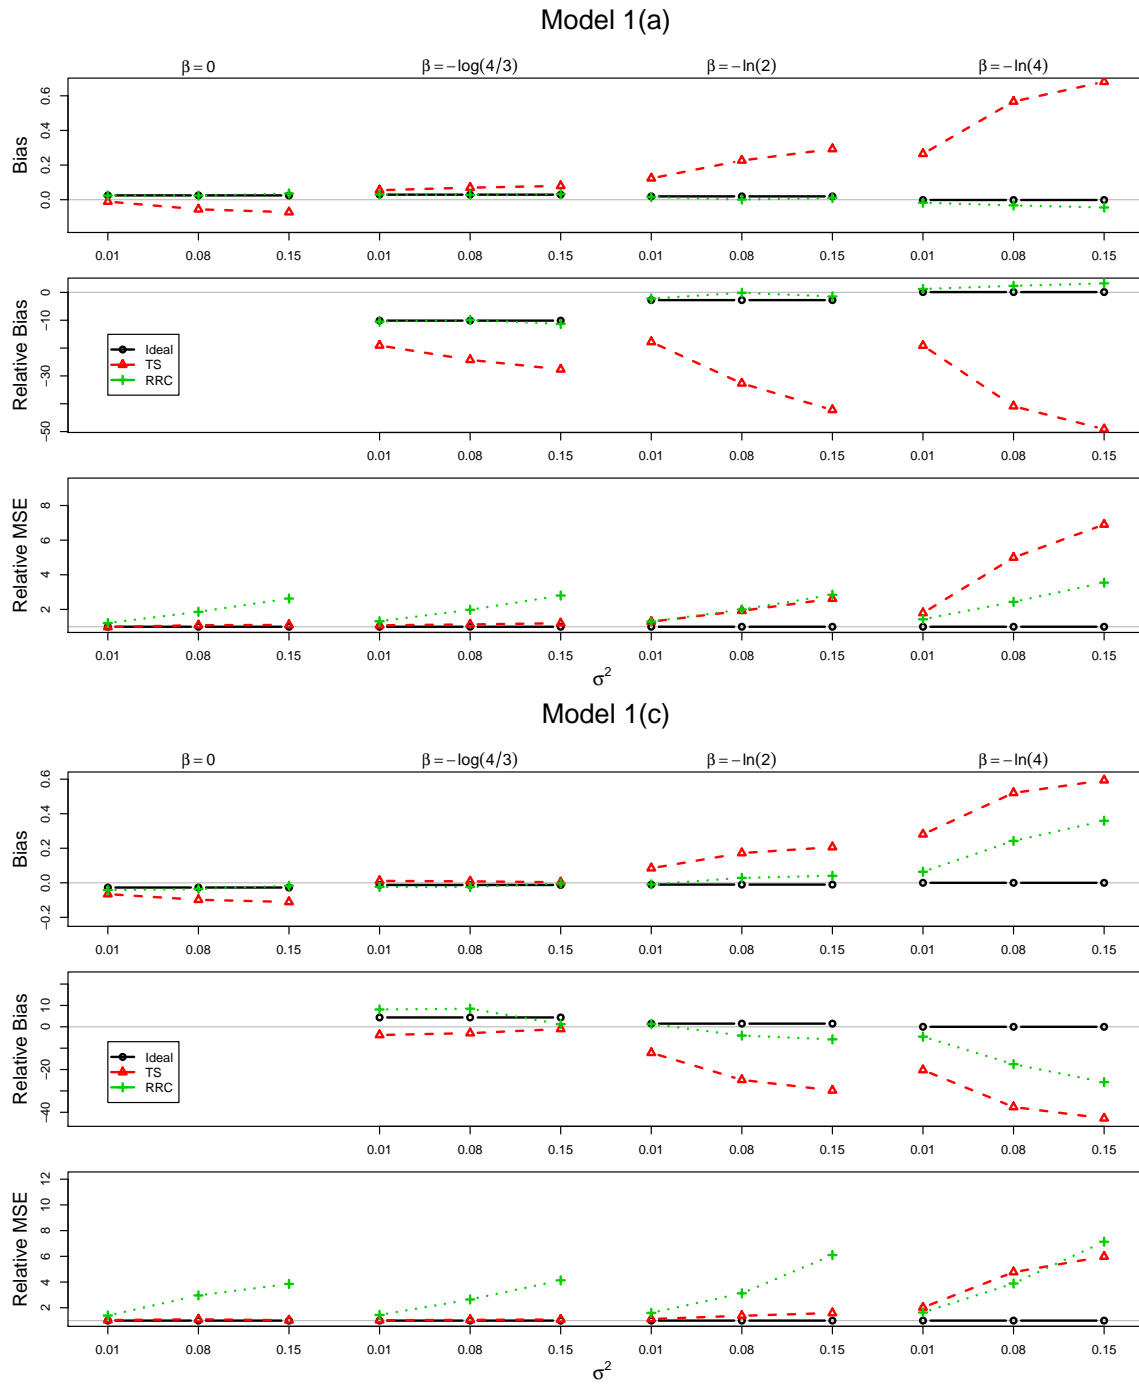 Model 1(a)
β = 0 β = −log(4/3) β = −ln(2) β = −ln(4)
Bias
0.6
0.4
0.2
0.0
0.01 0.08 0.15 0.01 0.08 0.15 0.01 0.08 0.15 0.01 0.08 0.15
Relative Bias
0
−10
−30
−50
Ideal
TS
RRC
0.01 0.08 0.15 0.01 0.08 0.15 0.01 0.08 0.15
Relative MSE
8
6
4
2
0.01 0.08 0.15 0.01 0.08 0.15 0.01 0.08 0.15 0.01 0.08 0.15
σ²
Model 1(c)
β = 0 β = −log(4/3) β = −ln(2) β = −ln(4)
Bias
0.6
0.4
0.2
0.0
−0.2
0.01 0.08 0.15 0.01 0.08 0.15 0.01 0.08 0.15 0.01 0.08 0.15
Relative Bias
10
0
−20
−40
Ideal
TS
RRC
0.01 0.08 0.15 0.01 0.08 0.15 0.01 0.08 0.15
Relative MSE
12
10
8
6
4
2
0.01 0.08 0.15 0.01 0.08 0.15 0.01 0.08 0.15 0.01 0.08 0.15
σ²